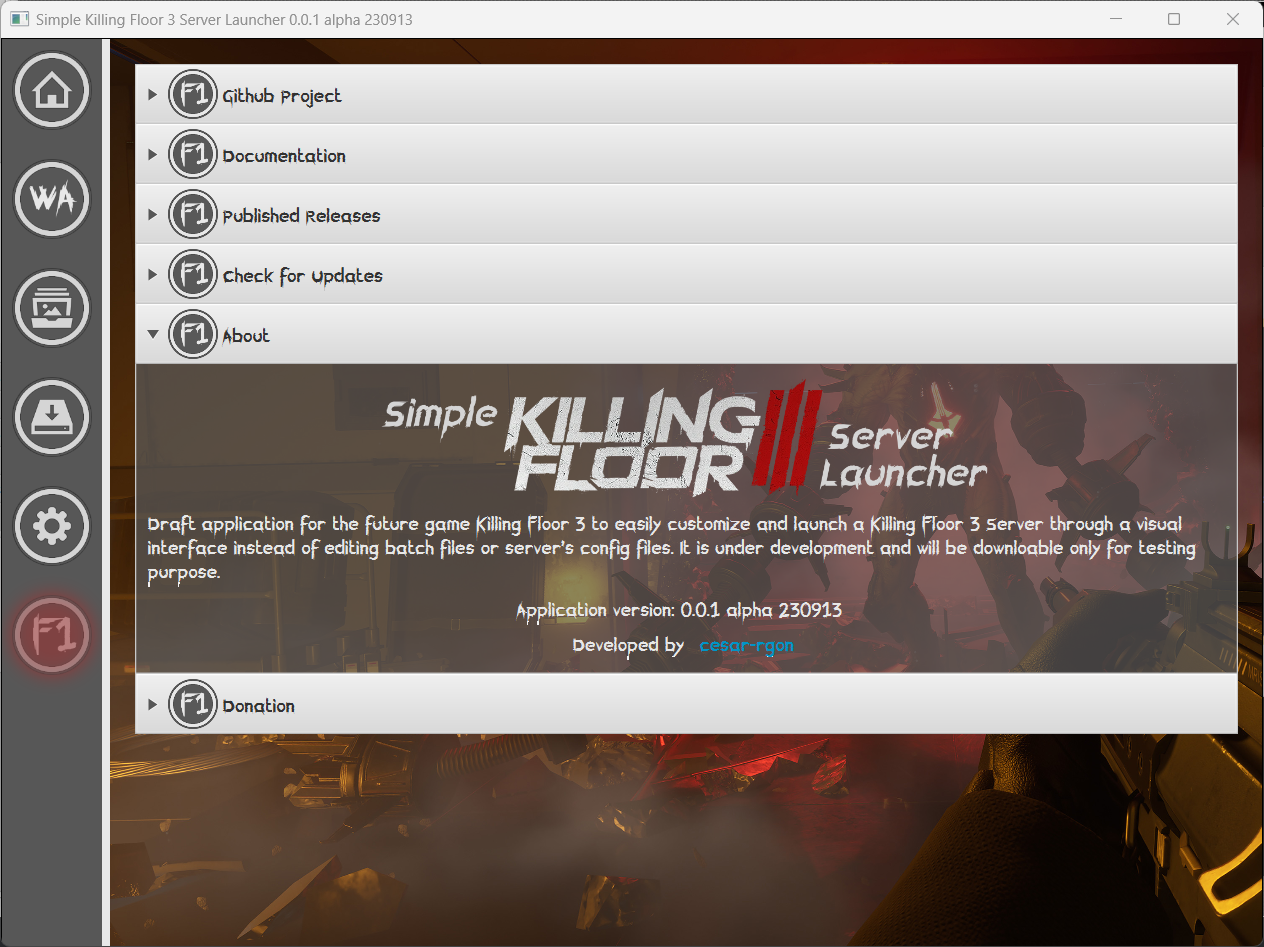 Simple Killing Floor 3 Server Launcher 0.0.1 alpha 230913
WA
F1
F1 Github Project
F1 Documentation
F1 Published Releases
F1 Check for Updates
F1 About
Simple KILLING FLOOR III Server Launcher
Draft application for the future game Killing Floor 3 to easily customize and launch a Killing Floor 3 Server through a visual
interface instead of editing batch files or server's config files. It is under development and will be downloable only for testing
purpose.
Application version: 0.0.1 alpha 230913
Developed by cesar-rgon
F1 Donation